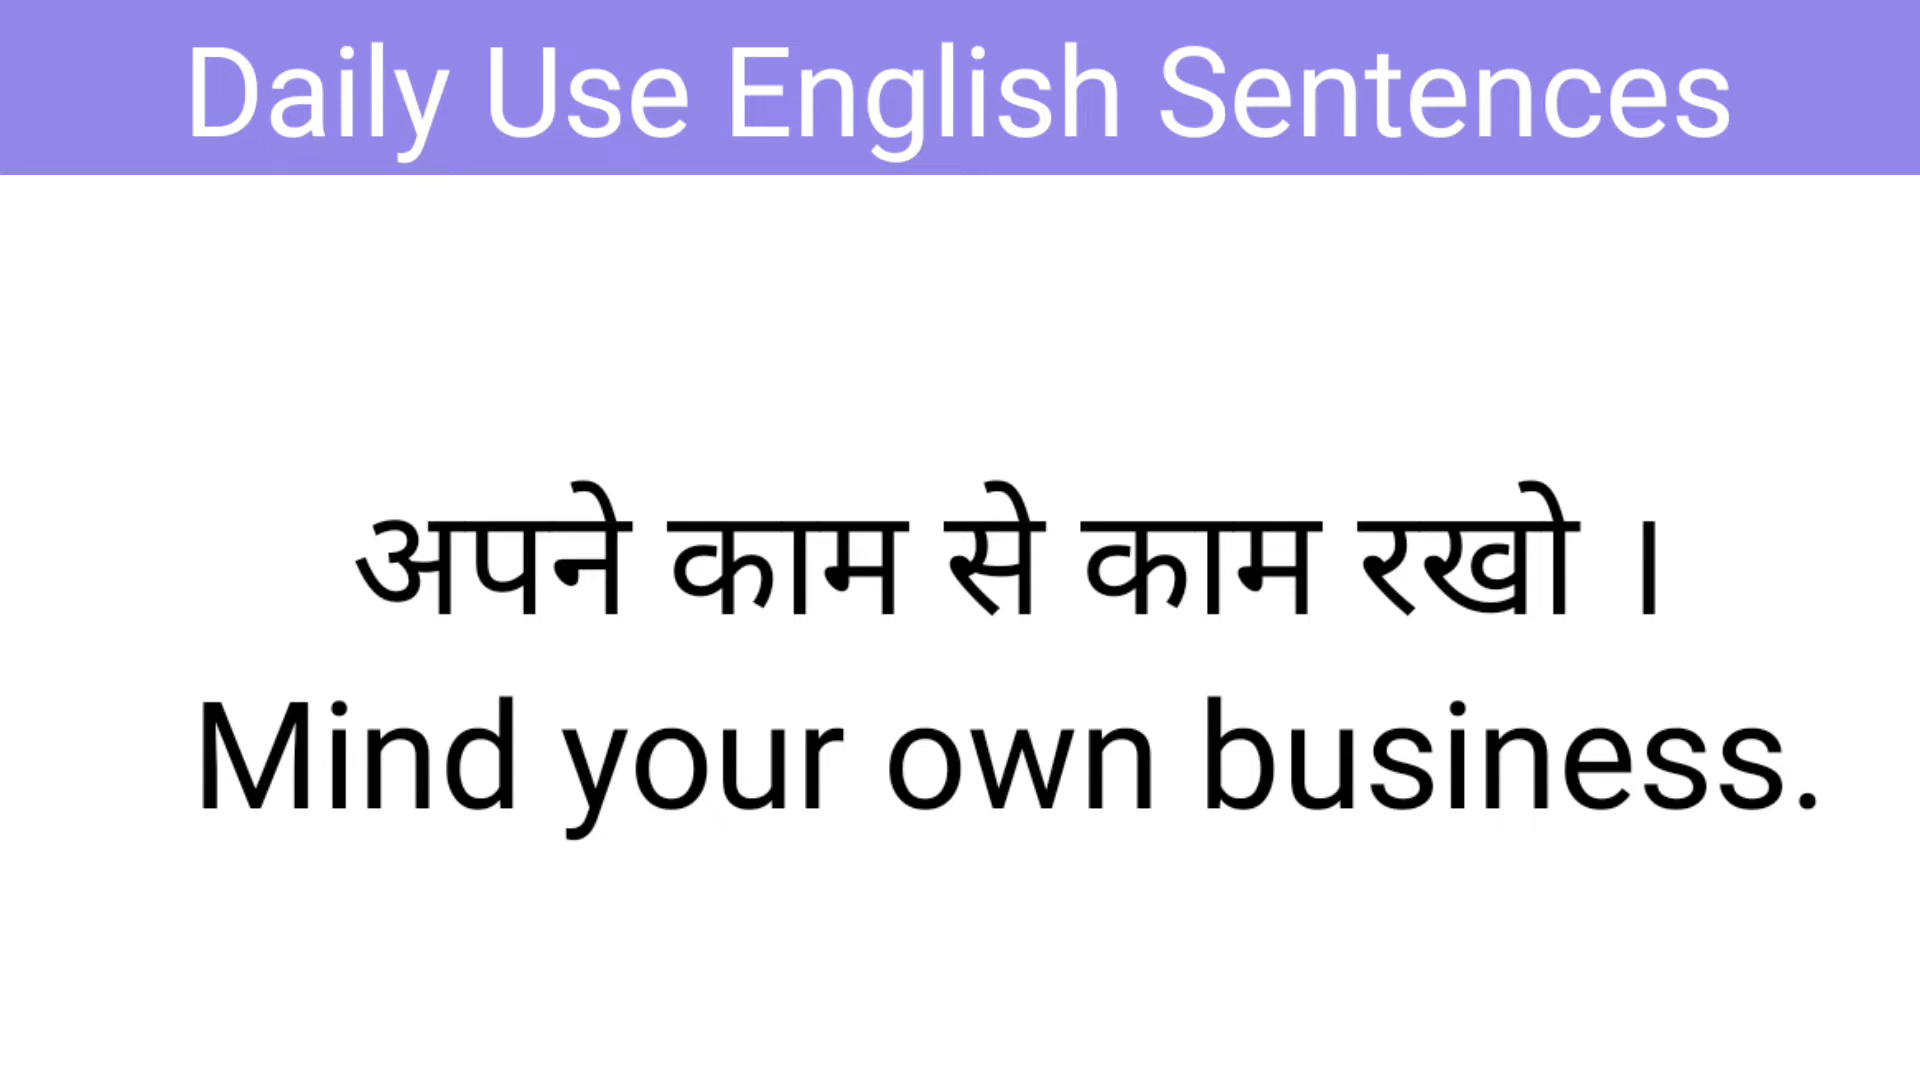 Daily Use English Sentences
अपने काम से काम रखो ।
Mind your own business.